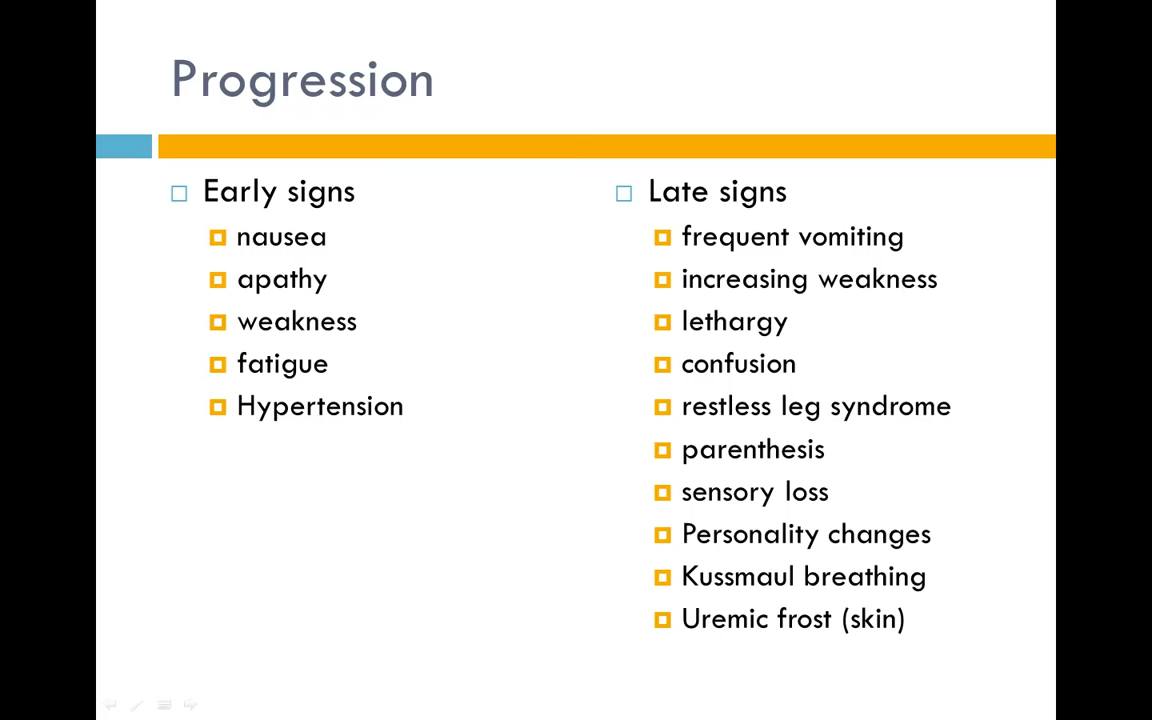 Progression
Early signs
nausea
apathy
weakness
fatigue
Hypertension
Late signs
frequent vomiting
increasing weakness
lethargy
confusion
restless leg syndrome
parenthesis
sensory loss
Personality changes
Kussmaul breathing
Uremic frost (skin)